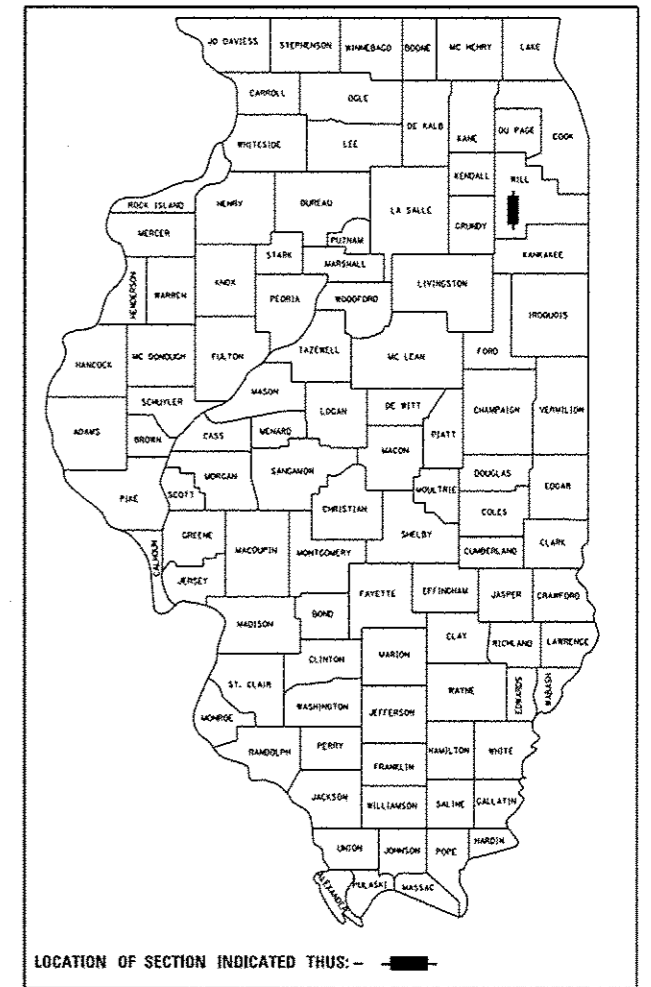 JO DAVIESS STEPHENSON WINNEBAGO BOONE MC HENRY LAKE
CARROLL OGLE DE KALB KANE DU PAGE COOK
WHITESIDE LEE KENDALL WILL
ROCK ISLAND HENRY BUREAU LA SALLE GRUNDY
MERCER PUTNAM KANKAKEE
STARK MARSHALL
HENDERSON WARREN KNOX PEORIA WOODFORD LIVINGSTON IROQUOIS
HANCOCK MC DONOUGH FULTON TAZEWELL MC LEAN FORD
MASON
SCHUYLER LOGAN DE WITT CHAMPAIGN VERMILION
ADAMS BROWN CASS MENARD MACON PIATT
MORGAN SANGAMON DOUGLAS EDGAR
PIKE SCOTT CHRISTIAN MOULTRIE COLES
CALHOUN GREENE MACOUPIN MONTGOMERY SHELBY CUMBERLAND CLARK
JERSEY FAYETTE EFFINGHAM JASPER CRAWFORD
MADISON BOND CLAY RICHLAND LAWRENCE
CLINTON MARION
ST. CLAIR WASHINGTON WAYNE EDWARDS WABASH
MONROE JEFFERSON
RANDOLPH PERRY HAMILTON WHITE
FRANKLIN
JACKSON WILLIAMSON SALINE GALLATIN
UNION JOHNSON POPE HARDIN
ALEXANDER PULASKI MASSAC
LOCATION OF SECTION INDICATED THUS: -